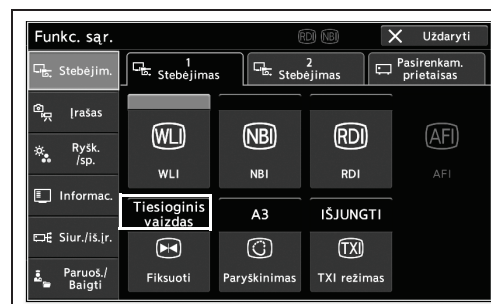 Funkc. sąr.
RDI NBI
Uždaryti
Stebėjim.
1
Stebėjimas
2
Stebėjimas
Pasirenkam.
prietaisas
Įrašas
Ryšk.
/sp.
Informac.
Siur./iš.įr.
Paruoš./
Baigti
WLI
NBI
RDI
AFI
WLI
NBI
RDI
AFI
Tiesioginis
vaizdas
A3
IŠJUNGTI
TXI
Fiksuoti
Paryškinimas
TXI režimas